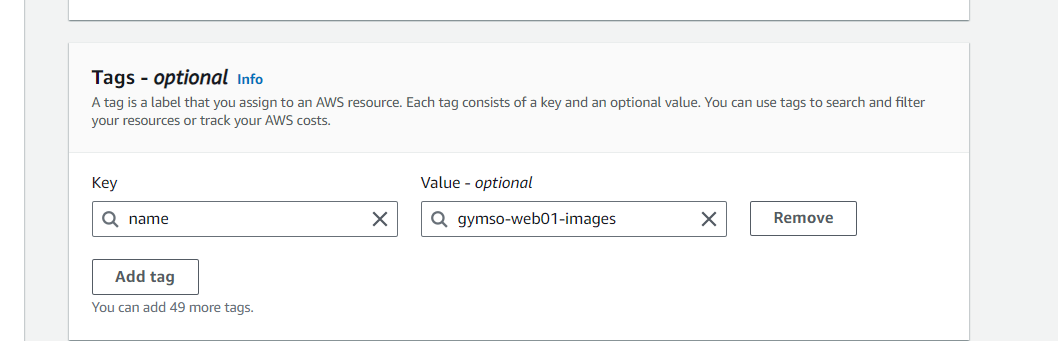 Tags - optional Info
A tag is a label that you assign to an AWS resource. Each tag consists of a key and an optional value. You can use tags to search and filter
your resources or track your AWS costs.
Key
Value - optional
name
gymso-web01-images
Remove
Add tag
You can add 49 more tags.